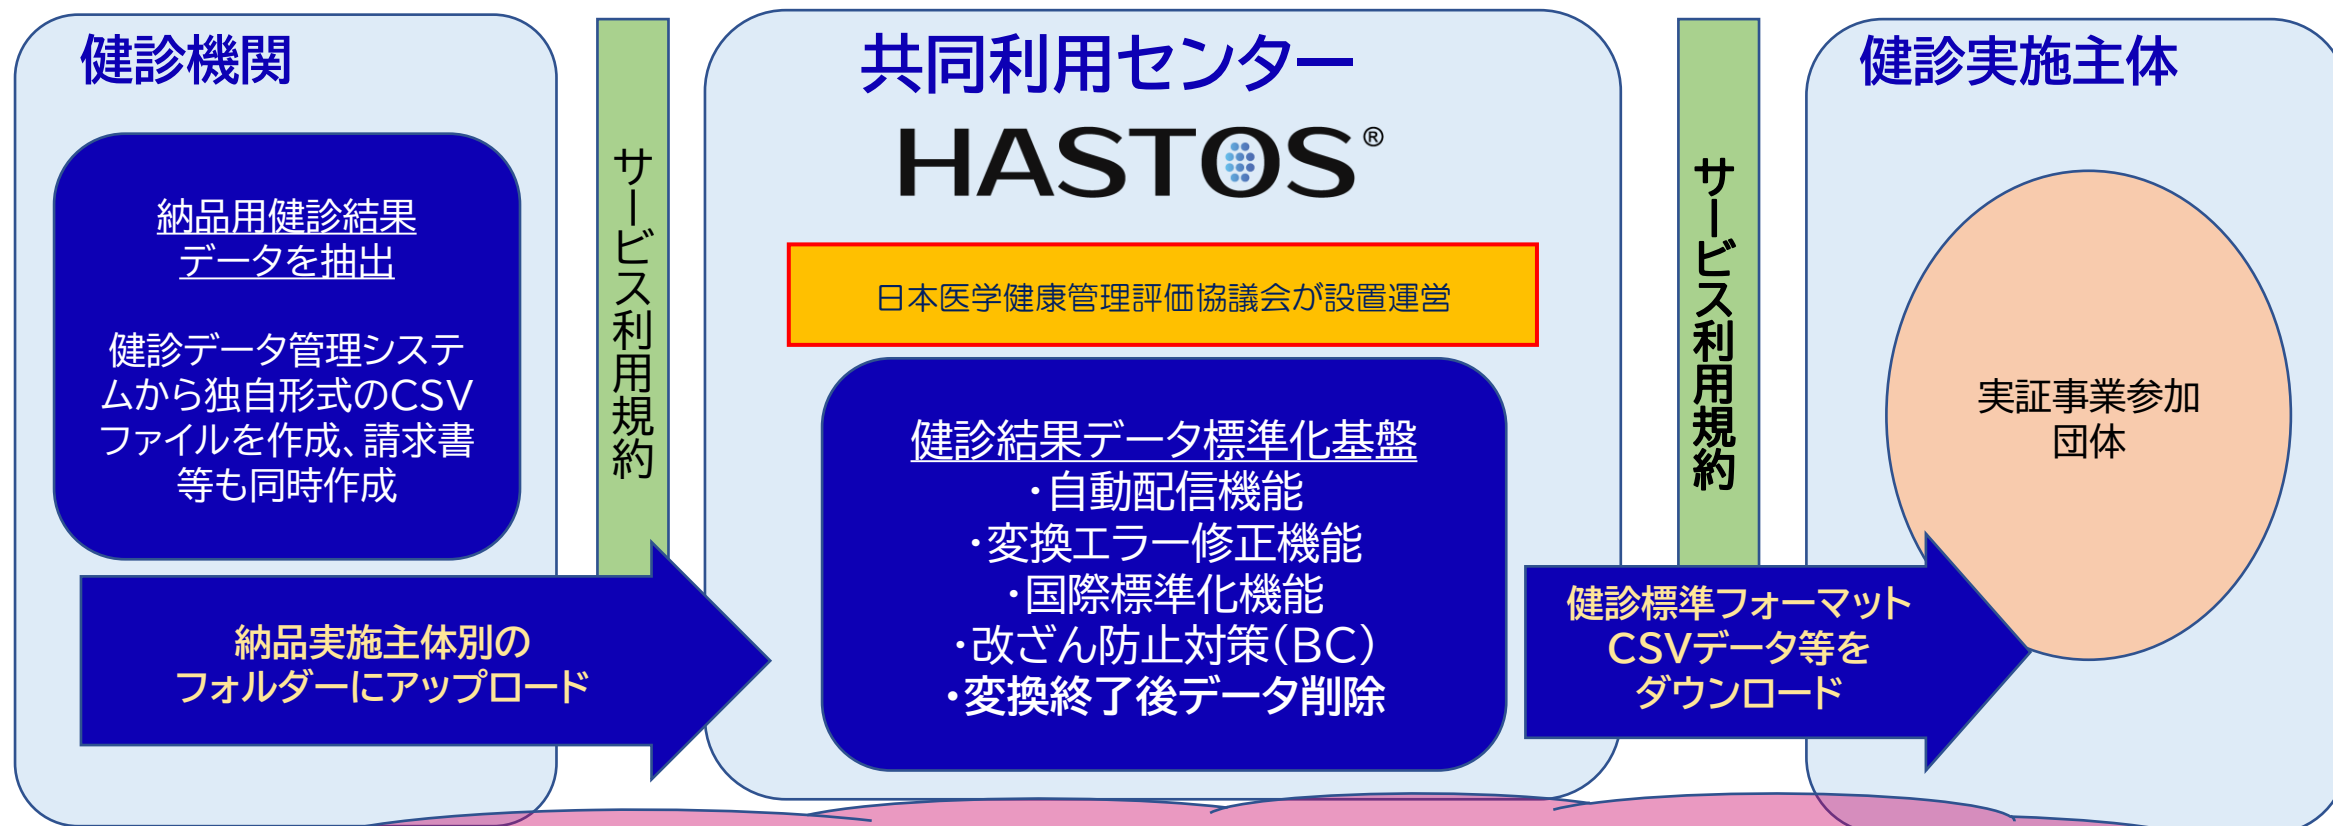 健診機関
納品用健診結果
データを抽出
健診データ管理システ
ムから独自形式のCSV
ファイルを作成、請求書
等も同時作成
納品実施主体別の
フォルダーにアップロード
サービス利用規約
共同利用センター
HASTOS®
日本医学健康管理評価協議会が設置運営
健診結果データ標準化基盤
・自動配信機能
・変換エラー修正機能
・国際標準化機能
・改ざん防止対策(BC)
・変換終了後データ削除
サービス利用規約
健診標準フォーマット
CSVデータ等を
ダウンロード
健診実施主体
実証事業参加
団体